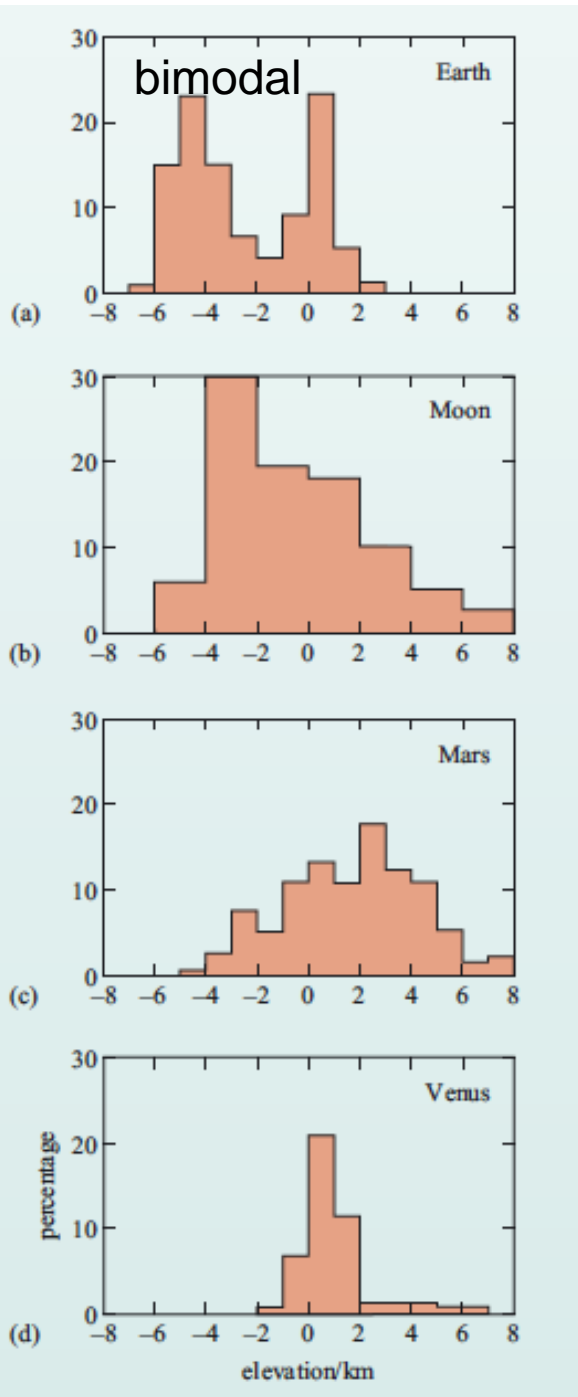 30
bimodal
Earth
20
10
0
(a)
–8 –6 –4 –2 0 2 4 6 8
30
Moon
20
10
0
(b)
–8 –6 –4 –2 0 2 4 6 8
30
Mars
20
10
0
(c)
–8 –6 –4 –2 0 2 4 6 8
30
Venus
20
percentage
10
0
(d)
–8 –6 –4 –2 0 2 4 6 8
elevation/km